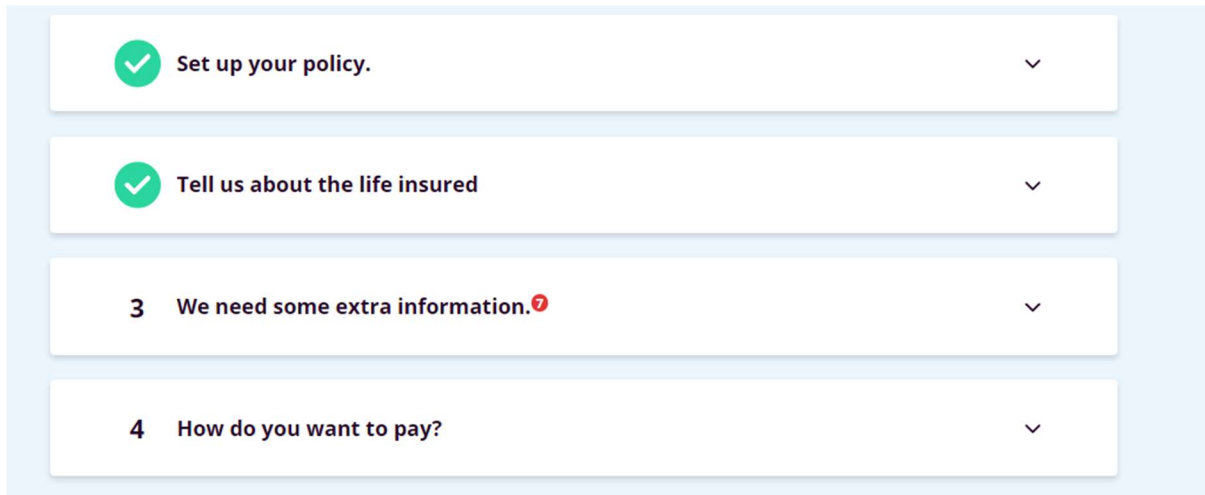 Set up your policy.
Tell us about the life insured
3 We need some extra information. 7
4 How do you want to pay?